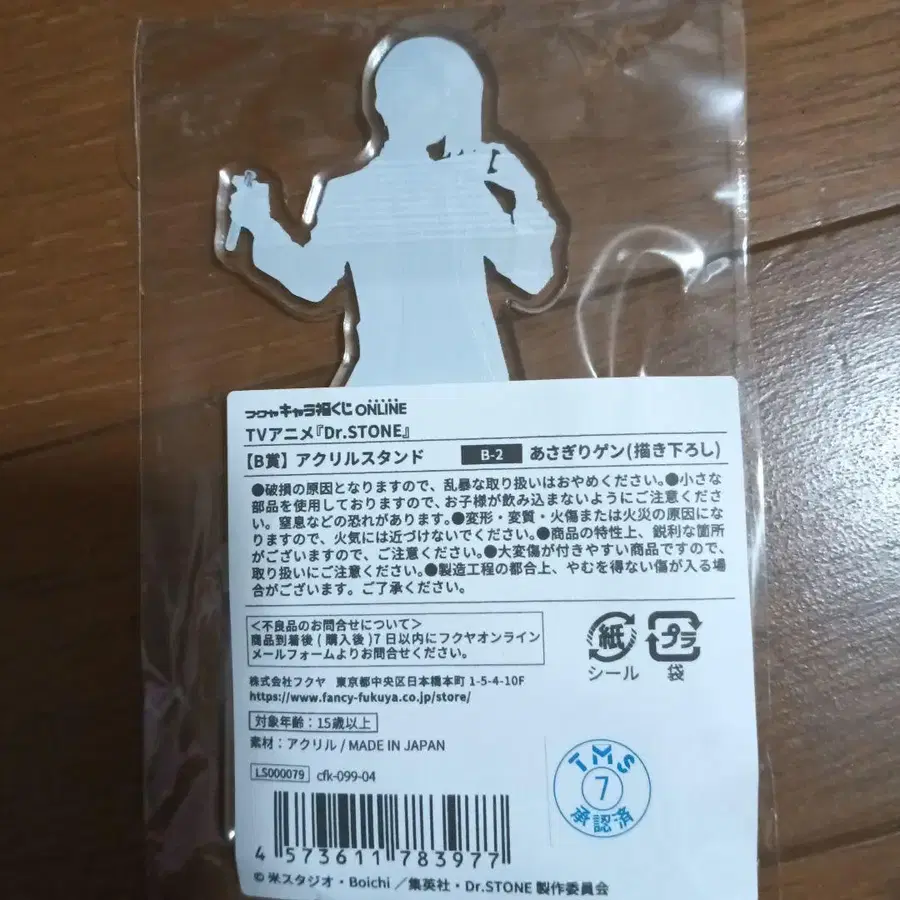 フクヤキャラ福くじ ONLINE
TVアニメ『Dr.STONE』
【B賞】アクリルスタンド B-2 あさぎりゲン(描き下ろし)
●破損の原因となりますので、乱暴な取り扱いはおやめください。●小さな
部品を使用しておりますので、お子様が飲み込まないようにご注意くださ
い。窒息などの恐れがあります。●変形・変質・火傷または火災の原因にな
りますので、火気には近づけないでください。●商品の特性上、鋭利な箇所
がございますので、ご注意ください。●大変傷が付きやすい商品ですので、
取り扱いにご注意ください。●製造工程の都合上、やむを得ない傷が入る場
合がございます。ご了承ください。
<不良品のお問合せについて>
商品到着後(購入後)7日以内にフクヤオンライン
メールフォームよりお問合せください。
紙
シール
プラ
袋
株式会社フクヤ 東京都中央区日本橋本町 1-5-4-10F
https://www.fancy-fukuya.co.jp/store/
対象年齢:15歳以上
素材:アクリル / MADE IN JAPAN
LS000079 cfk-099-04
TMS
7
承認済
4 573611 783977
©米スタジオ・Boichi/集英社・Dr.STONE 製作委員会